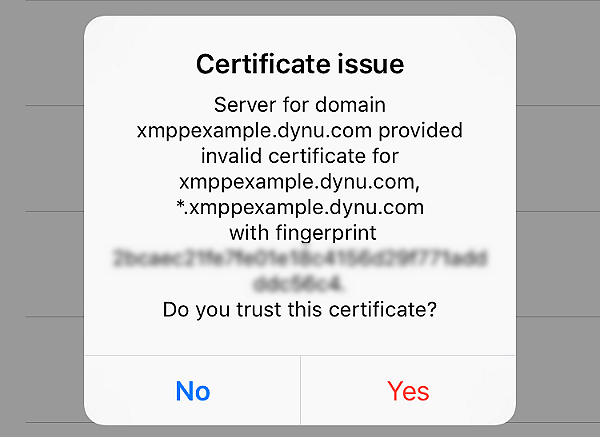 Certificate issue
Server for domain
xmppexample.dynu.com provided
invalid certificate for
xmppexample.dynu.com,
*.xmppexample.dynu.com
with fingerprint
Do you trust this certificate?
No
Yes